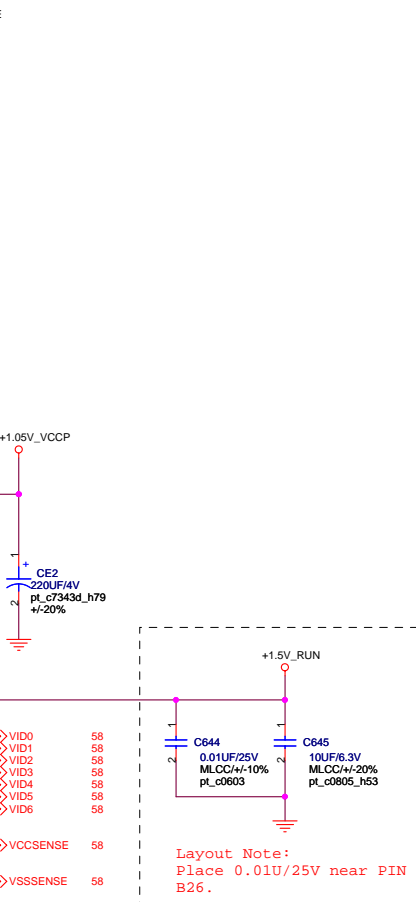 E
+1.05V_VCCP
1
+
CE2
220UF/4V
pt_c7343d_h79
+/-20%
2
+1.5V_RUN
1
C644
0.01UF/25V
MLCC/+/-10%
pt_c0603
2
1
C645
10UF/6.3V
MLCC/+/-20%
pt_c0805_h53
2
VID0 58
VID1 58
VID2 58
VID3 58
VID4 58
VID5 58
VID6 58
VCCSENSE 58
VSSSENSE 58
Layout Note:
Place 0.01U/25V near PIN
B26.